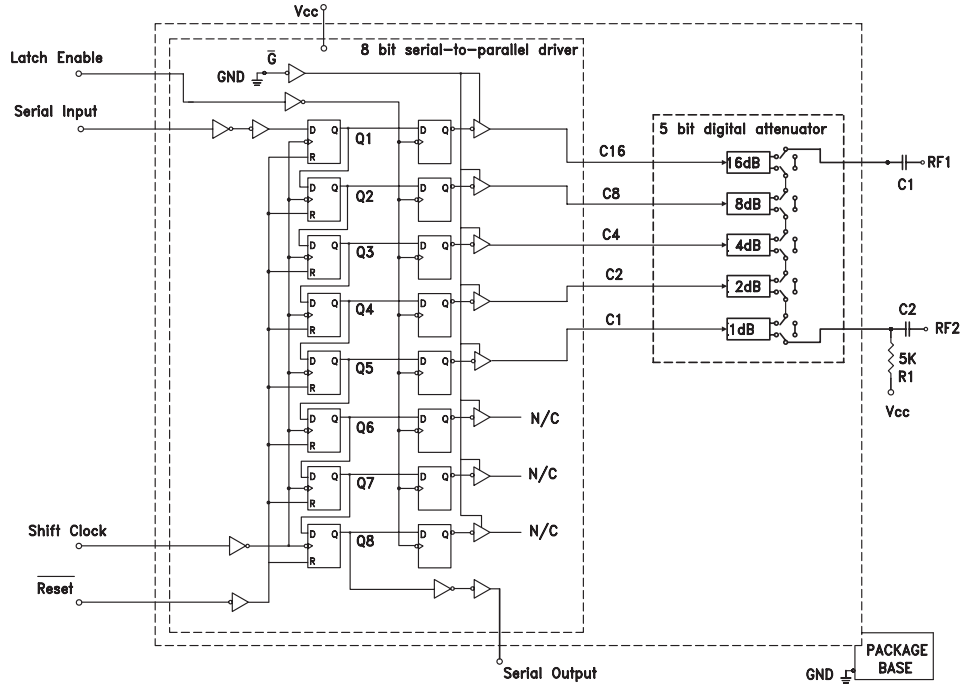 Vcc
8 bit serial-to-parallel driver
Latch Enable
G
GND
Serial Input
D Q
R
Q1
D Q
5 bit digital attenuator
C16
16dB
RF1
C1
D Q
R
Q2
D Q
C8
8dB
D Q
R
Q3
D Q
C4
4dB
D Q
R
Q4
D Q
C2
2dB
C2
RF2
D Q
R
Q5
D Q
C1
1dB
5K
R1
Vcc
D Q
R
Q6
D Q
N/C
D Q
R
Q7
D Q
N/C
Shift Clock
D Q
R
Q8
D Q
N/C
Reset
Serial Output
GND
PACKAGE
BASE